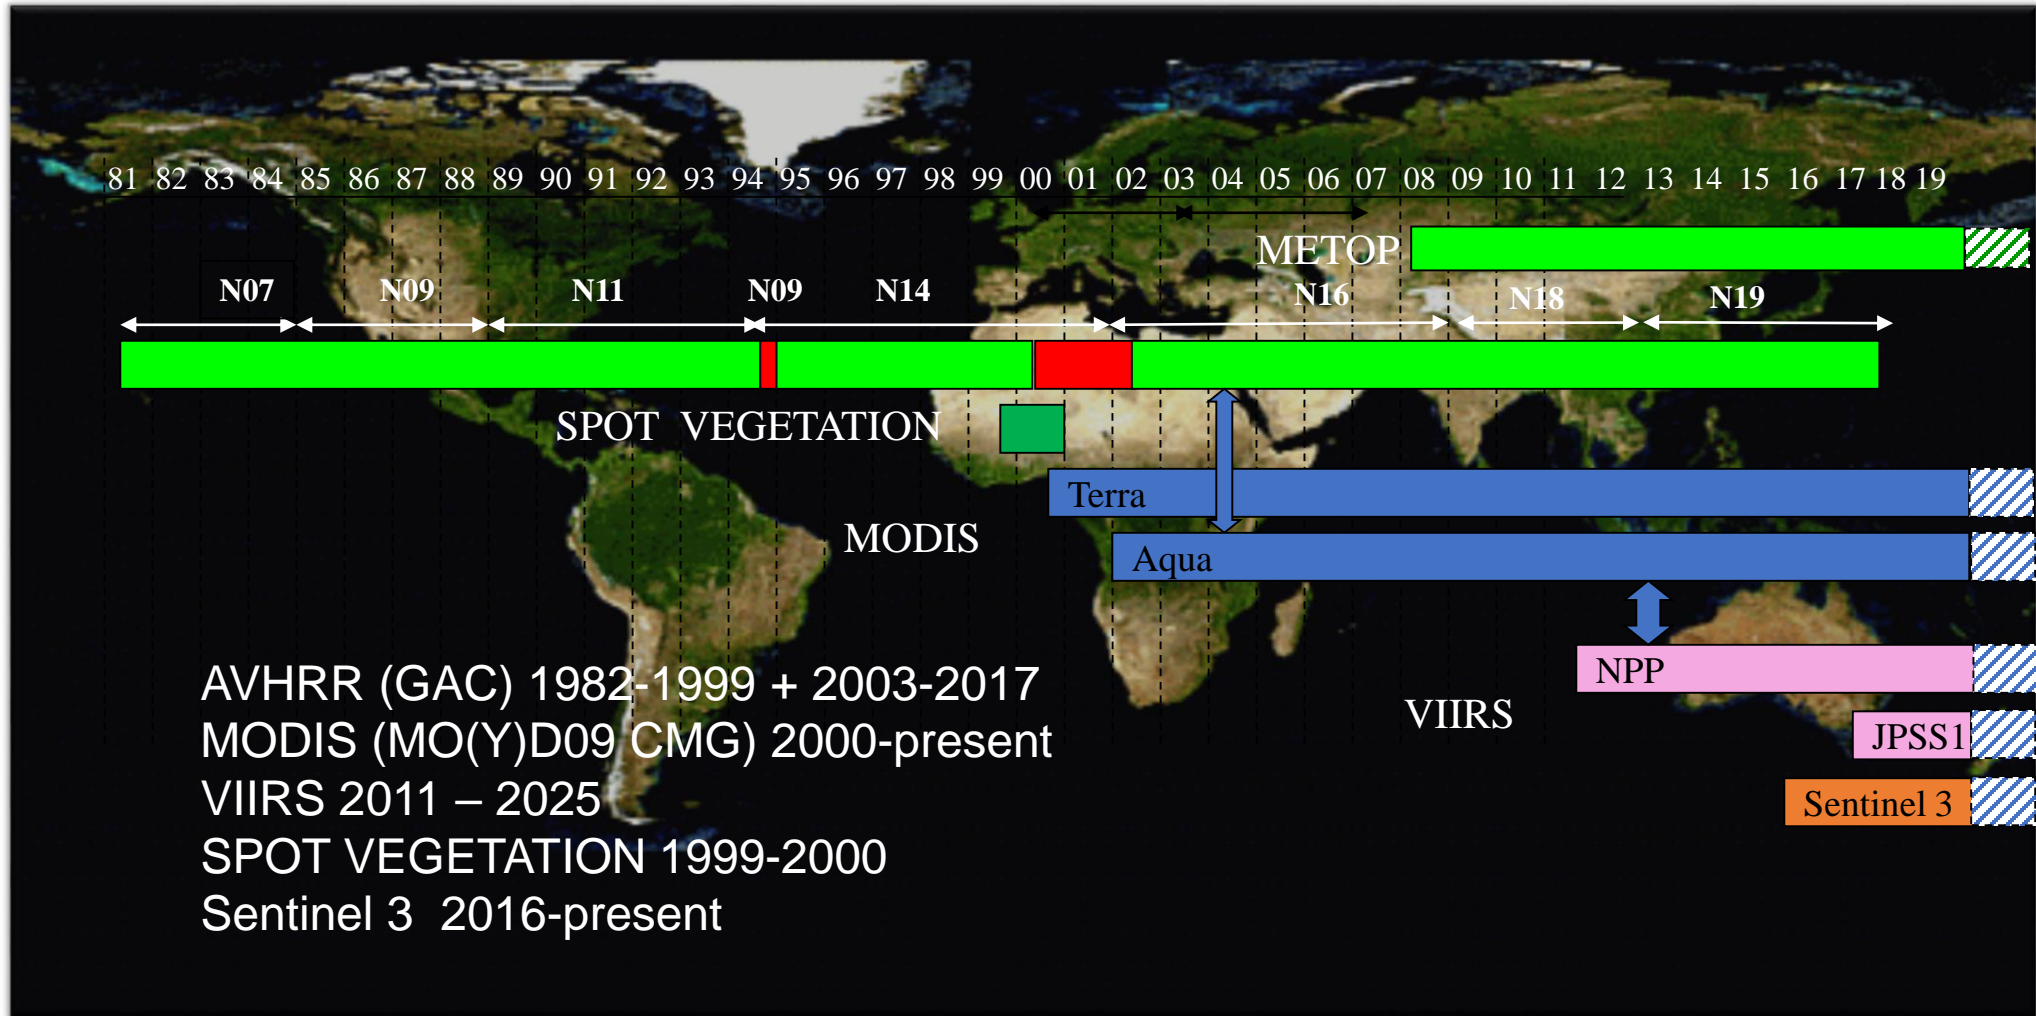 81 82 83 84 85 86 87 88 89 90 91 92 93 94 95 96 97 98 99 00 01 02 03 04 05 06 07 08 09 10 11 12 13 14 15 16 17 18 19
METOP
N07 N09 N11 N09 N14 N16 N18 N19
SPOT VEGETATION
Terra
MODIS
Aqua
NPP
VIIRS
JPSS1
Sentinel 3
AVHRR (GAC) 1982-1999 + 2003-2017
MODIS (MO(Y)D09 CMG) 2000-present
VIIRS 2011 – 2025
SPOT VEGETATION 1999-2000
Sentinel 3 2016-present